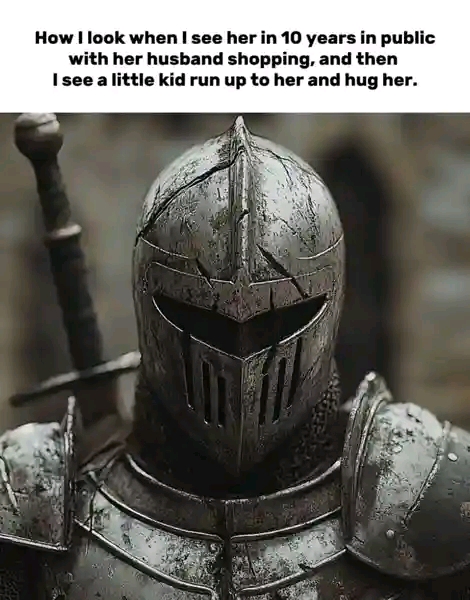 How I look when I see her in 10 years in public
with her husband shopping, and then
I see a little kid run up to her and hug her.